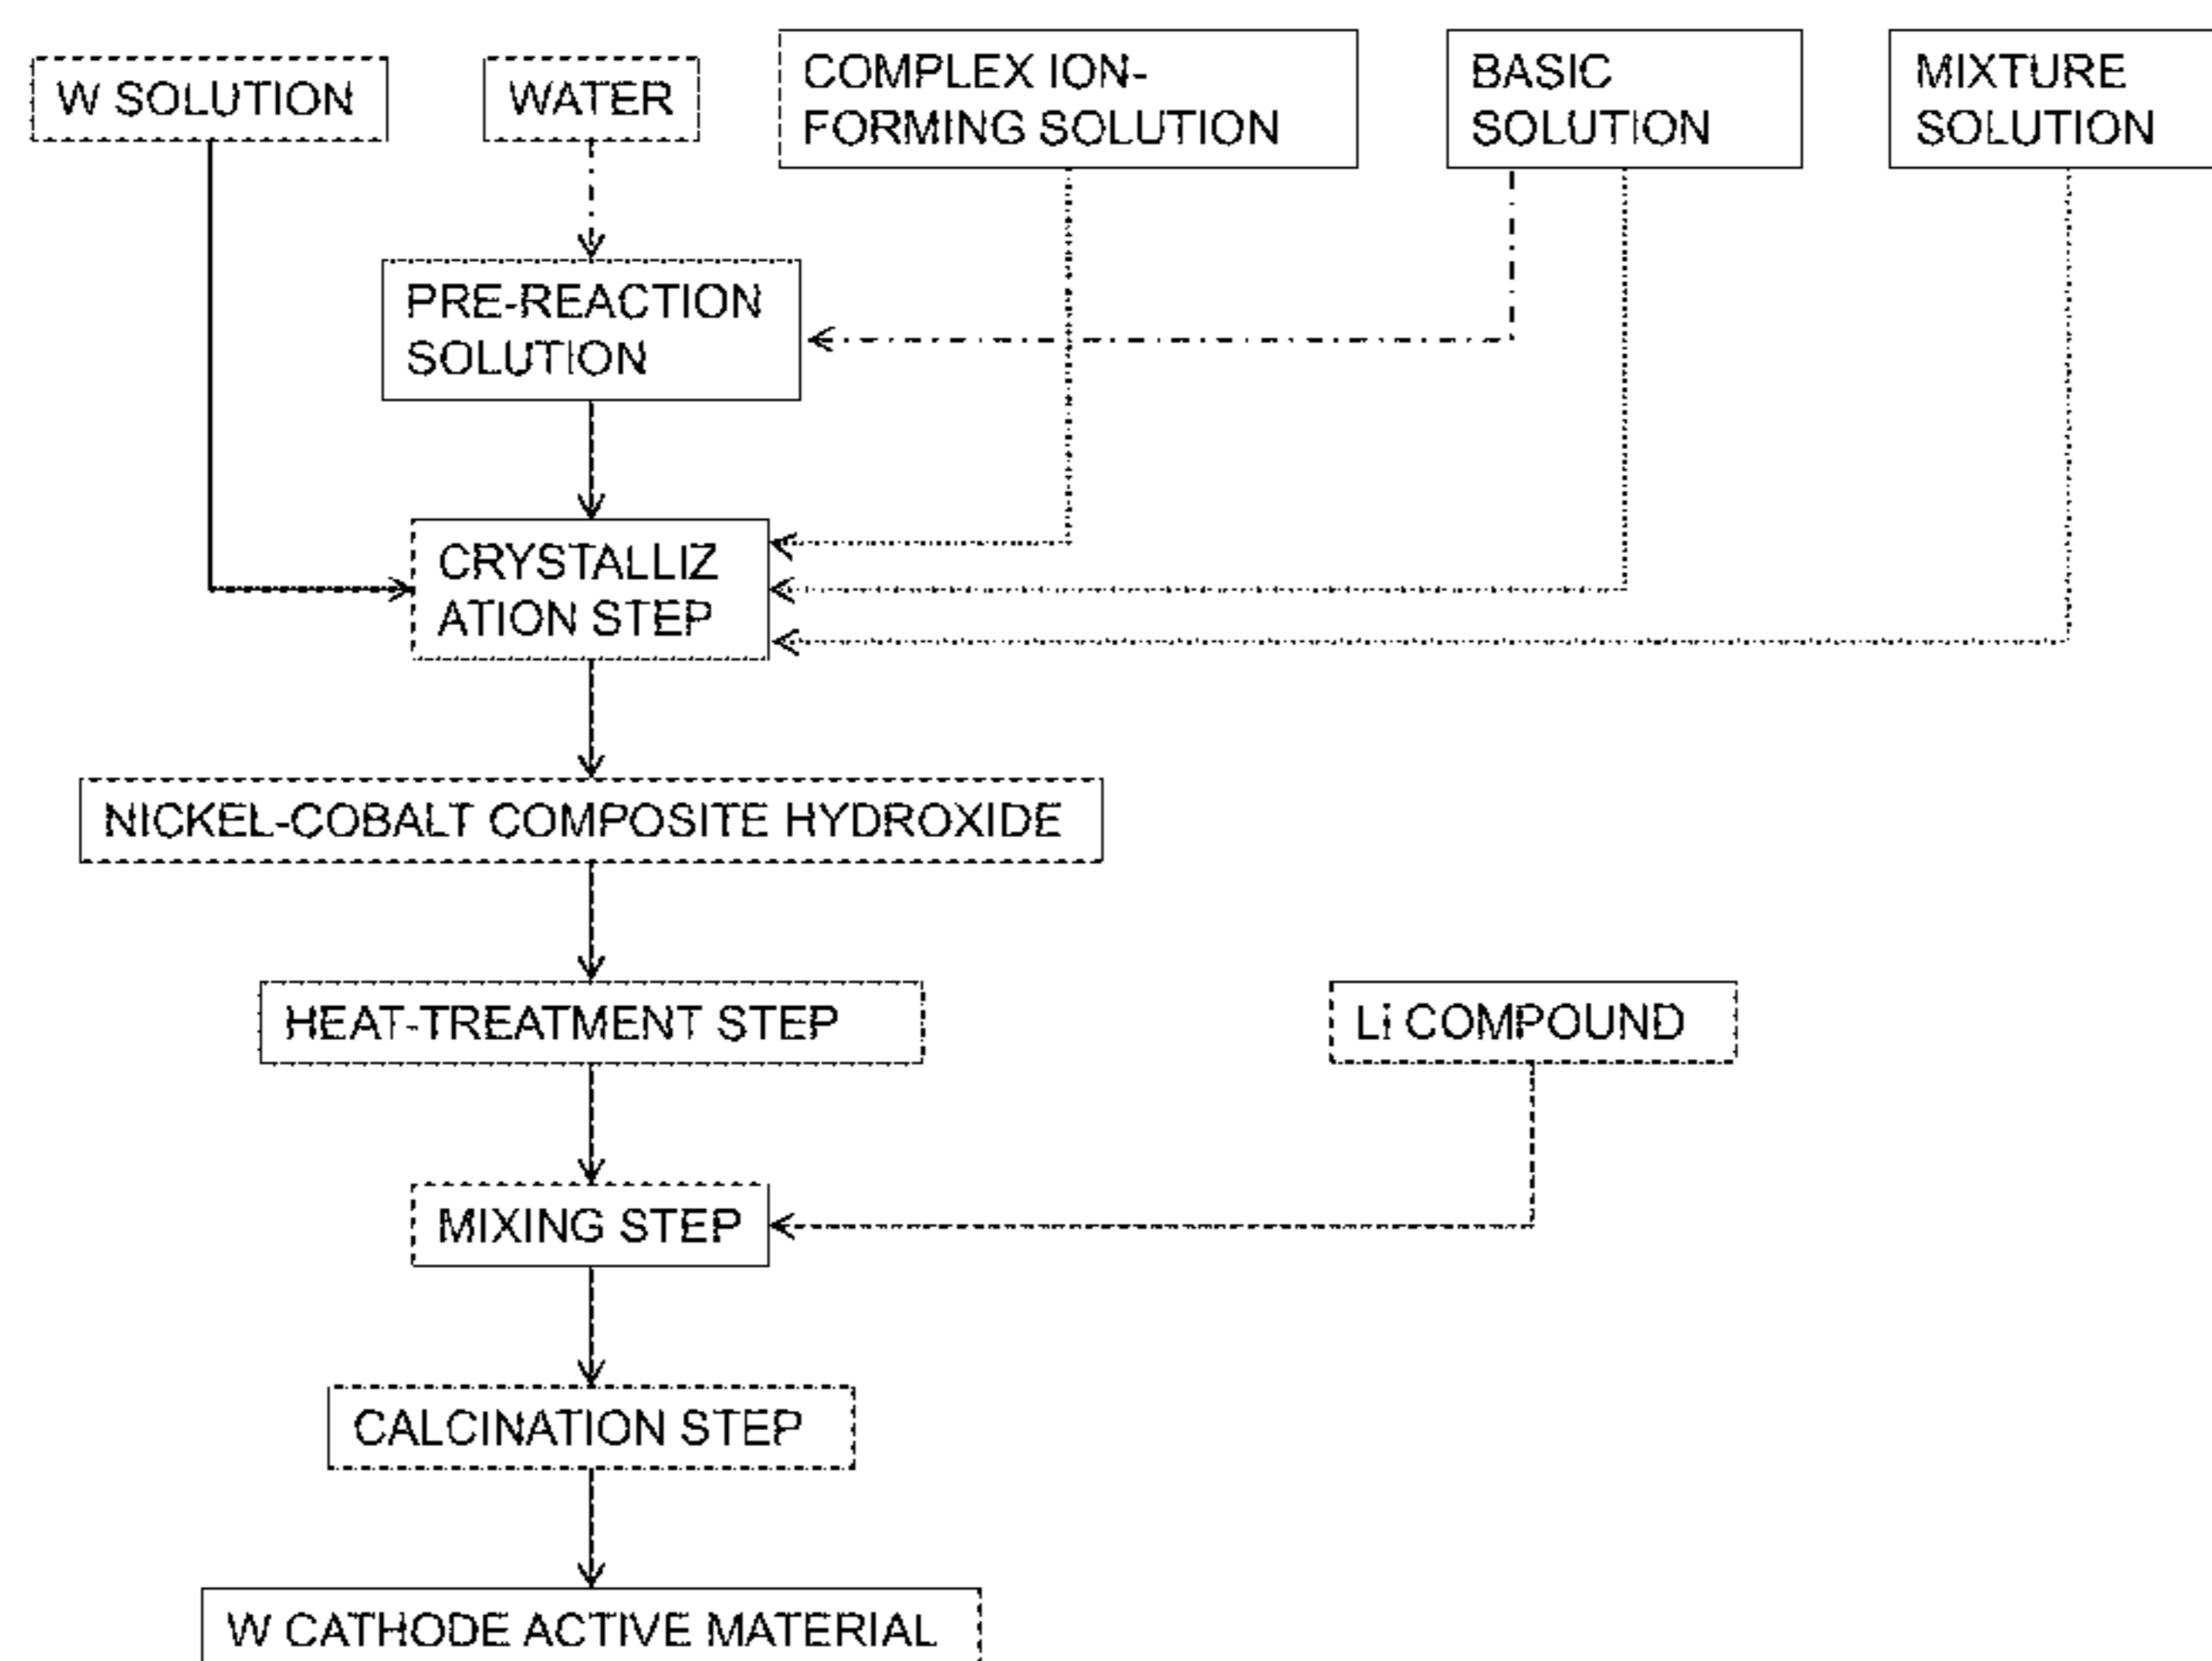 W SOLUTION
WATER
COMPLEX ION-
FORMING SOLUTION
BASIC
SOLUTION
MIXTURE
SOLUTION
PRE-REACTION
SOLUTION
CRYSTALLIZ
ATION STEP
NICKEL-COBALT COMPOSITE HYDROXIDE
HEAT-TREATMENT STEP
Li COMPOUND
MIXING STEP
CALCINATION STEP
W CATHODE ACTIVE MATERIAL